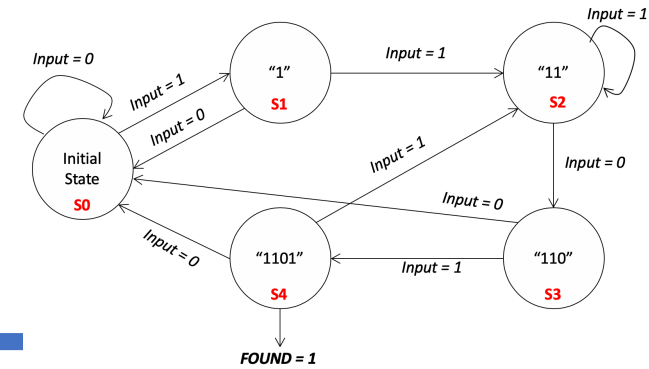 Input = 1
Input = 0
Input = 1
Input = 1
“1”
S1
“11”
S2
Input = 0
Initial
State
S0
Input = 1
Input = 0
Input = 0
Input = 0
“1101”
S4
Input = 1
“110”
S3
FOUND = 1